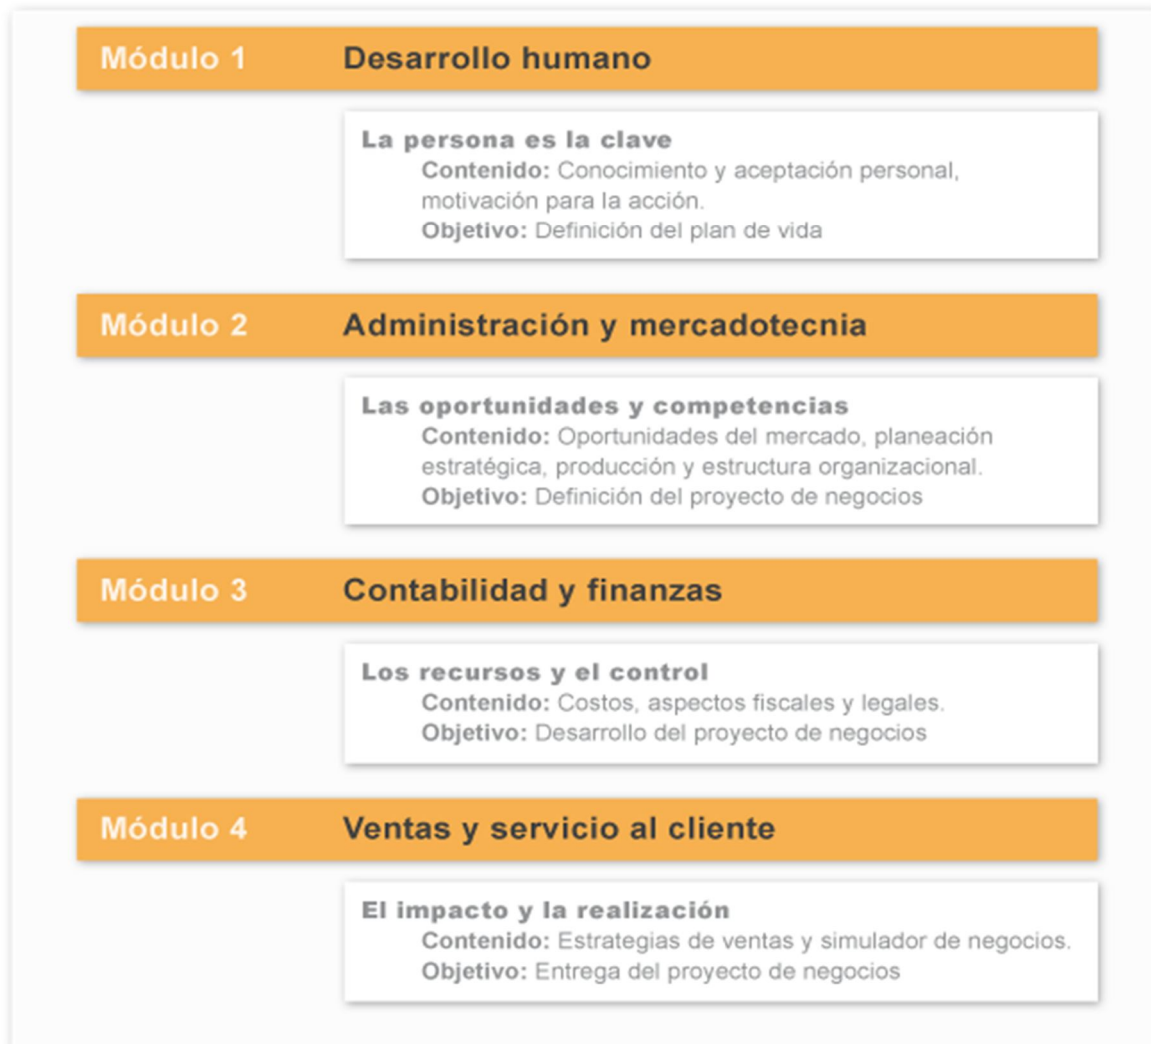 Módulo 1 Desarrollo humano
La persona es la clave
Contenido: Conocimiento y aceptación personal,
motivación para la acción.
Objetivo: Definición del plan de vida
Módulo 2 Administración y mercadotecnia
Las oportunidades y competencias
Contenido: Oportunidades del mercado, planeación
estratégica, producción y estructura organizacional.
Objetivo: Definición del proyecto de negocios
Módulo 3 Contabilidad y finanzas
Los recursos y el control
Contenido: Costos, aspectos fiscales y legales.
Objetivo: Desarrollo del proyecto de negocios
Módulo 4 Ventas y servicio al cliente
El impacto y la realización
Contenido: Estrategias de ventas y simulador de negocios.
Objetivo: Entrega del proyecto de negocios